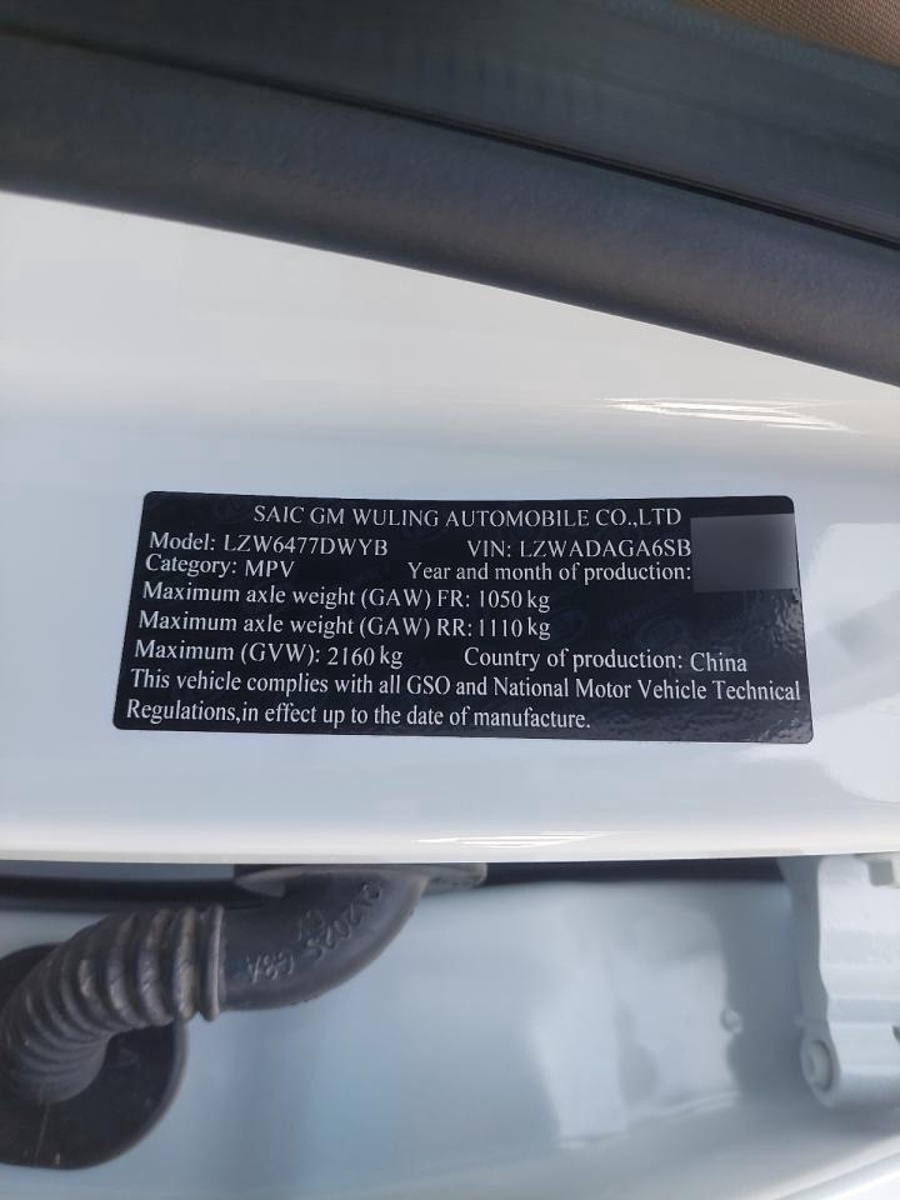 SAIC GM WULING AUTOMOBILE CO.,LTD
Model: LZW6477DWYB VIN: LZWADAGA6SB
Category: MPV Year and month of production:
Maximum axle weight (GAW) FR: 1050 kg
Maximum axle weight (GAW) RR: 1110 kg
Maximum (GVW): 2160 kg Country of production: China
This vehicle complies with all GSO and National Motor Vehicle Technical
Regulations,in effect up to the date of manufacture.